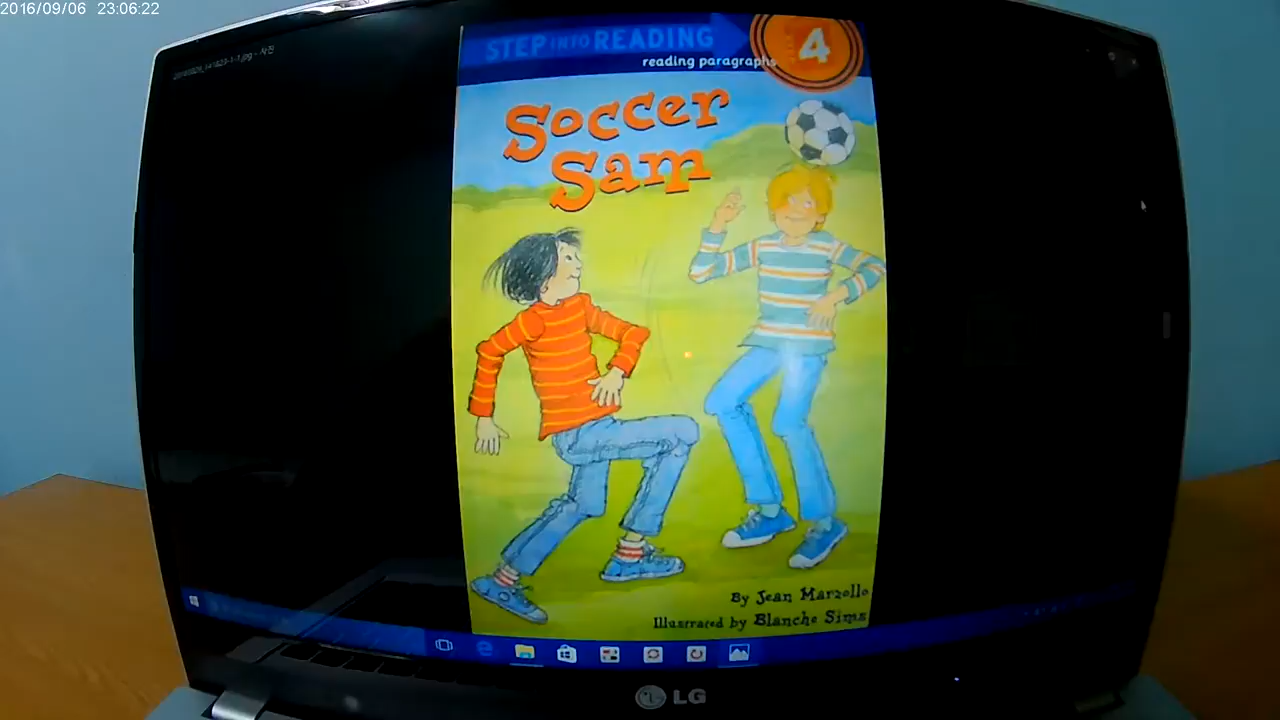 2016/09/06 23:06:22
STEP INTO READING
4
reading paragraphs
Soccer
Sam
By Jean Marzollo
Illustrated by Blanche Sims
LG